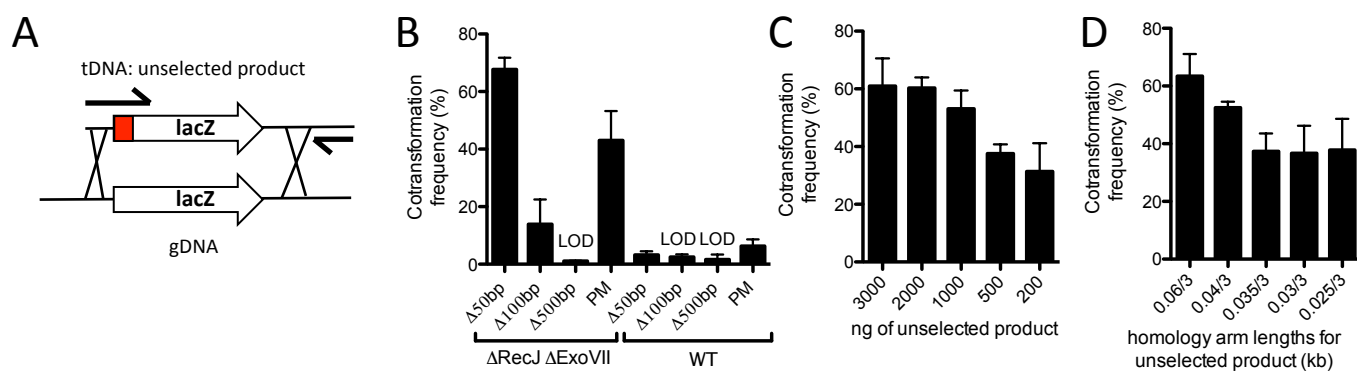 A
tDNA: unselected product
lacZ
lacZ
gDNA
B
Cotransformation
frequency (%)
80
60
40
20
0
LOD
LOD
LOD
Δ50bp
Δ100bp
Δ500bp
PM
Δ50bp
Δ100bp
Δ500bp
PM
ΔRecJ ΔExoVII
WT
C
Cotransformation
frequency (%)
80
60
40
20
0
3000
2000
1000
500
200
ng of unselected product
D
Cotransformation
frequency (%)
80
60
40
20
0
0.06/3
0.04/3
0.035/3
0.03/3
0.025/3
homology arm lengths for
unselected product (kb)